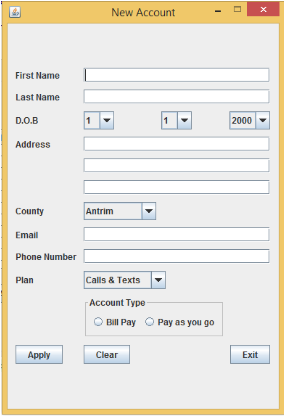 New Account
First Name
Last Name
D.O.B 1 1 2000
Address
County Antrim
Email
Phone Number
Plan Calls & Texts
Account Type
Bill Pay Pay as you go
Apply Clear Exit